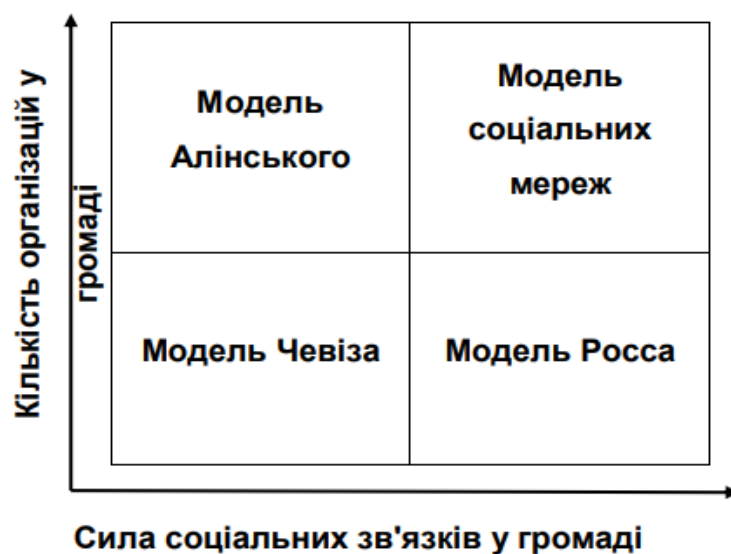 Кількість організацій у
громаді
Модель
Алінського
Модель
соціальних
мереж
Модель Чевіза
Модель Росса
Сила соціальних зв'язків у громаді